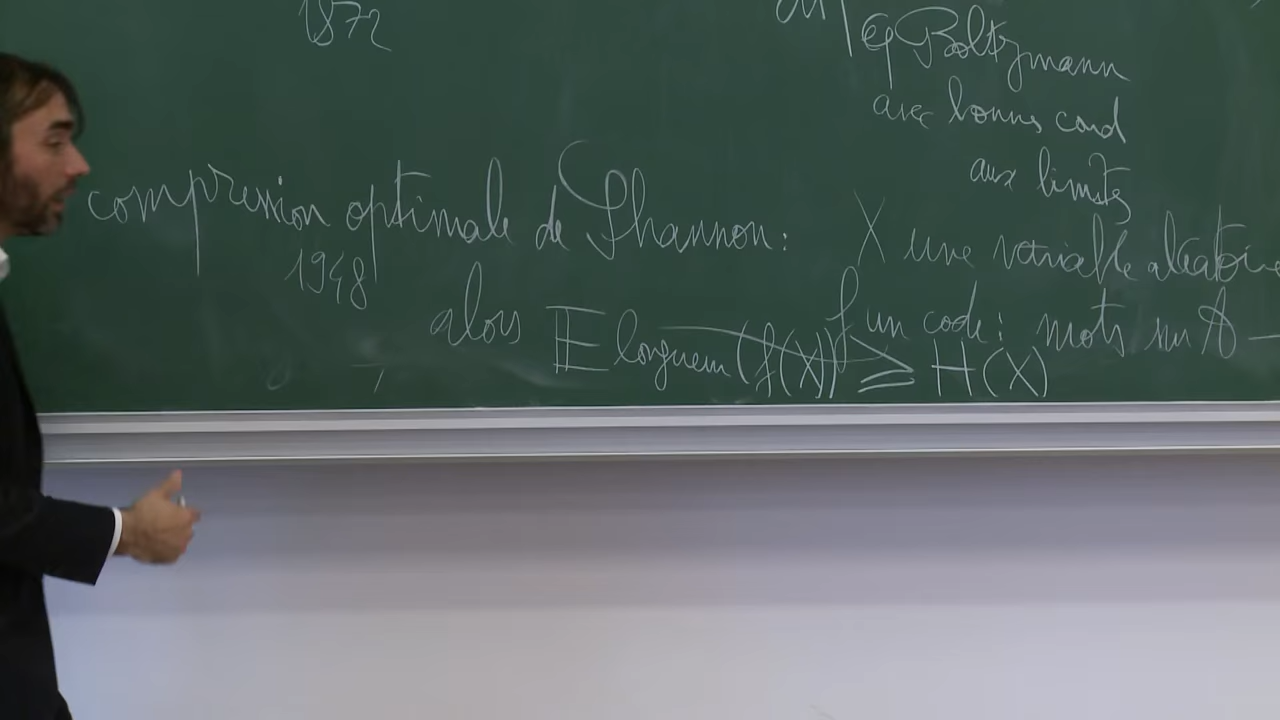 1872
éq Boltzmann
avec bonnes cond
aux limites
compression optimale de Shannon:
1948
X une variable aléatoire
f un code: mots sur A →
alors E longueur (f(X)) ≥ H(X)